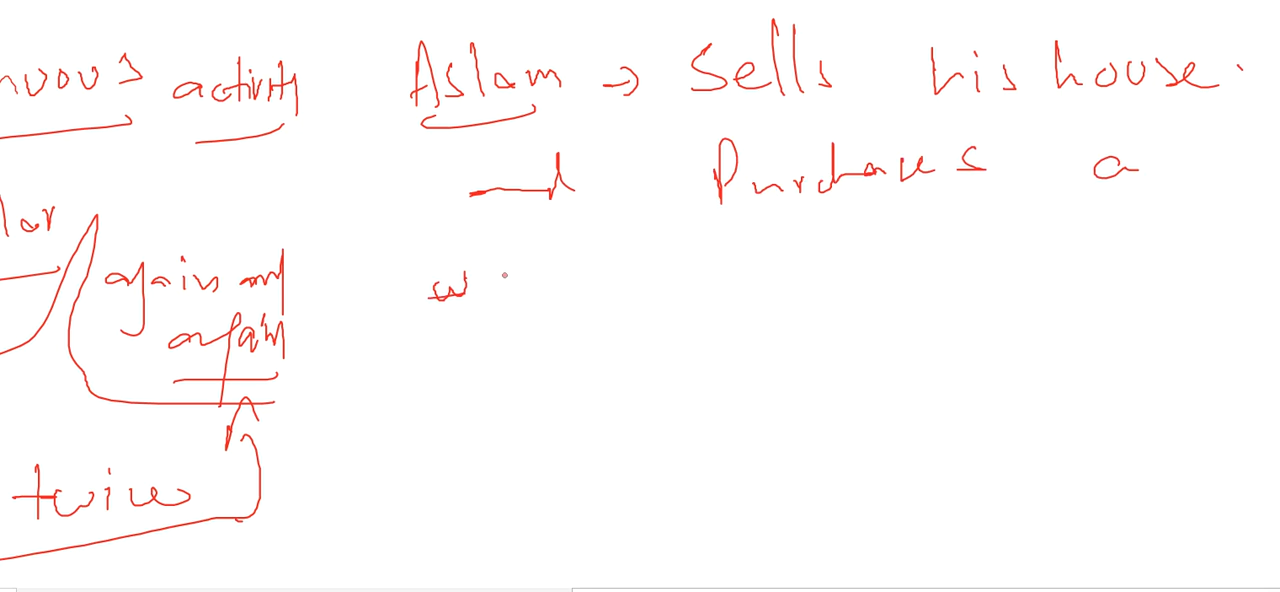 nuous activity
Aslam → Sells his house.
Purchases a
lar
again and
again
w
twice